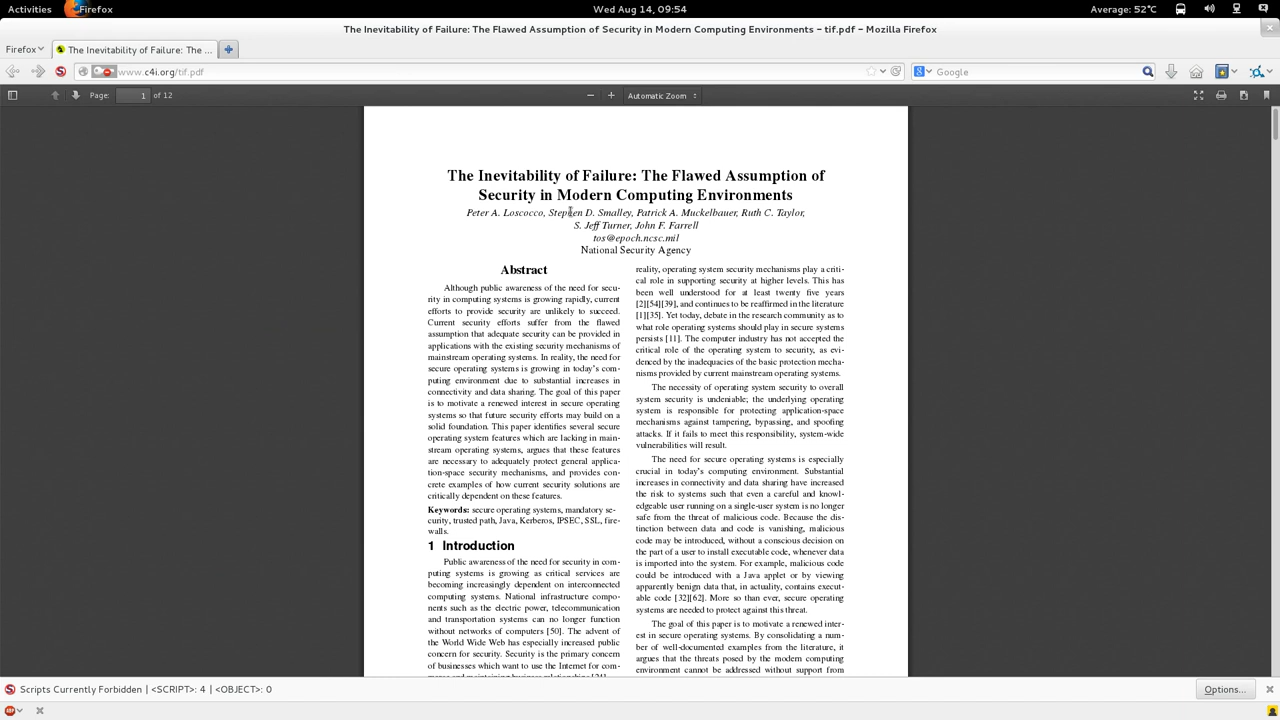 Activities Firefox Wed Aug 14, 09:54 Average: 52°C
The Inevitability of Failure: The Flawed Assumption of Security in Modern Computing Environments - tif.pdf - Mozilla Firefox
Firefox
The Inevitability of Failure: The ...
www.c4i.org/tif.pdf
Google
Page: 1 of 12 Automatic Zoom
The Inevitability of Failure: The Flawed Assumption of
Security in Modern Computing Environments
Peter A. Loscocco, Stephen D. Smalley, Patrick A. Muckelbauer, Ruth C. Taylor,
S. Jeff Turner, John F. Farrell
tos@epoch.ncsc.mil
National Security Agency
Abstract
Although public awareness of the need for secu-
rity in computing systems is growing rapidly, current
efforts to provide security are unlikely to succeed.
Current security efforts suffer from the flawed
assumption that adequate security can be provided in
applications with the existing security mechanisms of
mainstream operating systems. In reality, the need for
secure operating systems is growing in today's com-
puting environment due to substantial increases in
connectivity and data sharing. The goal of this paper
is to motivate a renewed interest in secure operating
systems so that future security efforts may build on a
solid foundation. This paper identifies several secure
operating system features which are lacking in main-
stream operating systems, argues that these features
are necessary to adequately protect general applica-
tion-space security mechanisms, and provides con-
crete examples of how current security solutions are
critically dependent on these features.
Keywords: secure operating systems, mandatory se-
curity, trusted path, Java, Kerberos, IPSEC, SSL, fire-
walls.
1 Introduction
Public awareness of the need for security in com-
puting systems is growing as critical services are
becoming increasingly dependent on interconnected
computing systems. National infrastructure compo-
nents such as the electric power, telecommunication
and transportation systems can no longer function
without networks of computers [50]. The advent of
the World Wide Web has especially increased public
concern for security. Security is the primary concern
of businesses which want to use the Internet for com-
merce and maintaining business relationships [24].
reality, operating system security mechanisms play a criti-
cal role in supporting security at higher levels. This has
been well understood for at least twenty five years
[2][54][39], and continues to be reaffirmed in the literature
[1][35]. Yet today, debate in the research community as to
what role operating systems should play in secure systems
persists [11]. The computer industry has not accepted the
critical role of the operating system to security, as evi-
denced by the inadequacies of the basic protection mecha-
nisms provided by current mainstream operating systems.
The necessity of operating system security to overall
system security is undeniable; the underlying operating
system is responsible for protecting application-space
mechanisms against tampering, bypassing, and spoofing
attacks. If it fails to meet this responsibility, system-wide
vulnerabilities will result.
The need for secure operating systems is especially
crucial in today's computing environment. Substantial
increases in connectivity and data sharing have increased
the risk to systems such that even a careful and knowl-
edgeable user running on a single-user system is no longer
safe from the threat of malicious code. Because the dis-
tinction between data and code is vanishing, malicious
code may be introduced, without a conscious decision on
the part of a user to install executable code, whenever data
is imported into the system. For example, malicious code
could be introduced with a Java applet or by viewing
apparently benign data that, in actuality, contains execut-
able code [32][62]. More so than ever, secure operating
systems are needed to protect against this threat.
The goal of this paper is to motivate a renewed inter-
est in secure operating systems. By consolidating a num-
ber of well-documented examples from the literature, it
argues that the threats posed by the modern computing
environment cannot be addressed without support from
Scripts Currently Forbidden | <SCRIPT>: 4 | <OBJECT>: 0
Options...